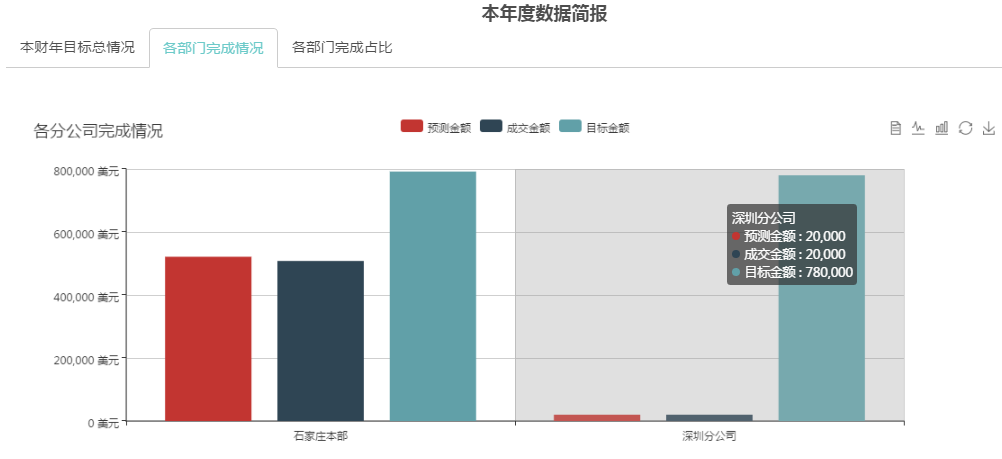 本年度数据简报
本财年目标总情况 各部门完成情况 各部门完成占比
各分公司完成情况
预测金额 成交金额 目标金额
800,000 美元
600,000 美元
400,000 美元
200,000 美元
0 美元
深圳分公司
预测金额 : 20,000
成交金额 : 20,000
目标金额 : 780,000
石家庄本部 深圳分公司